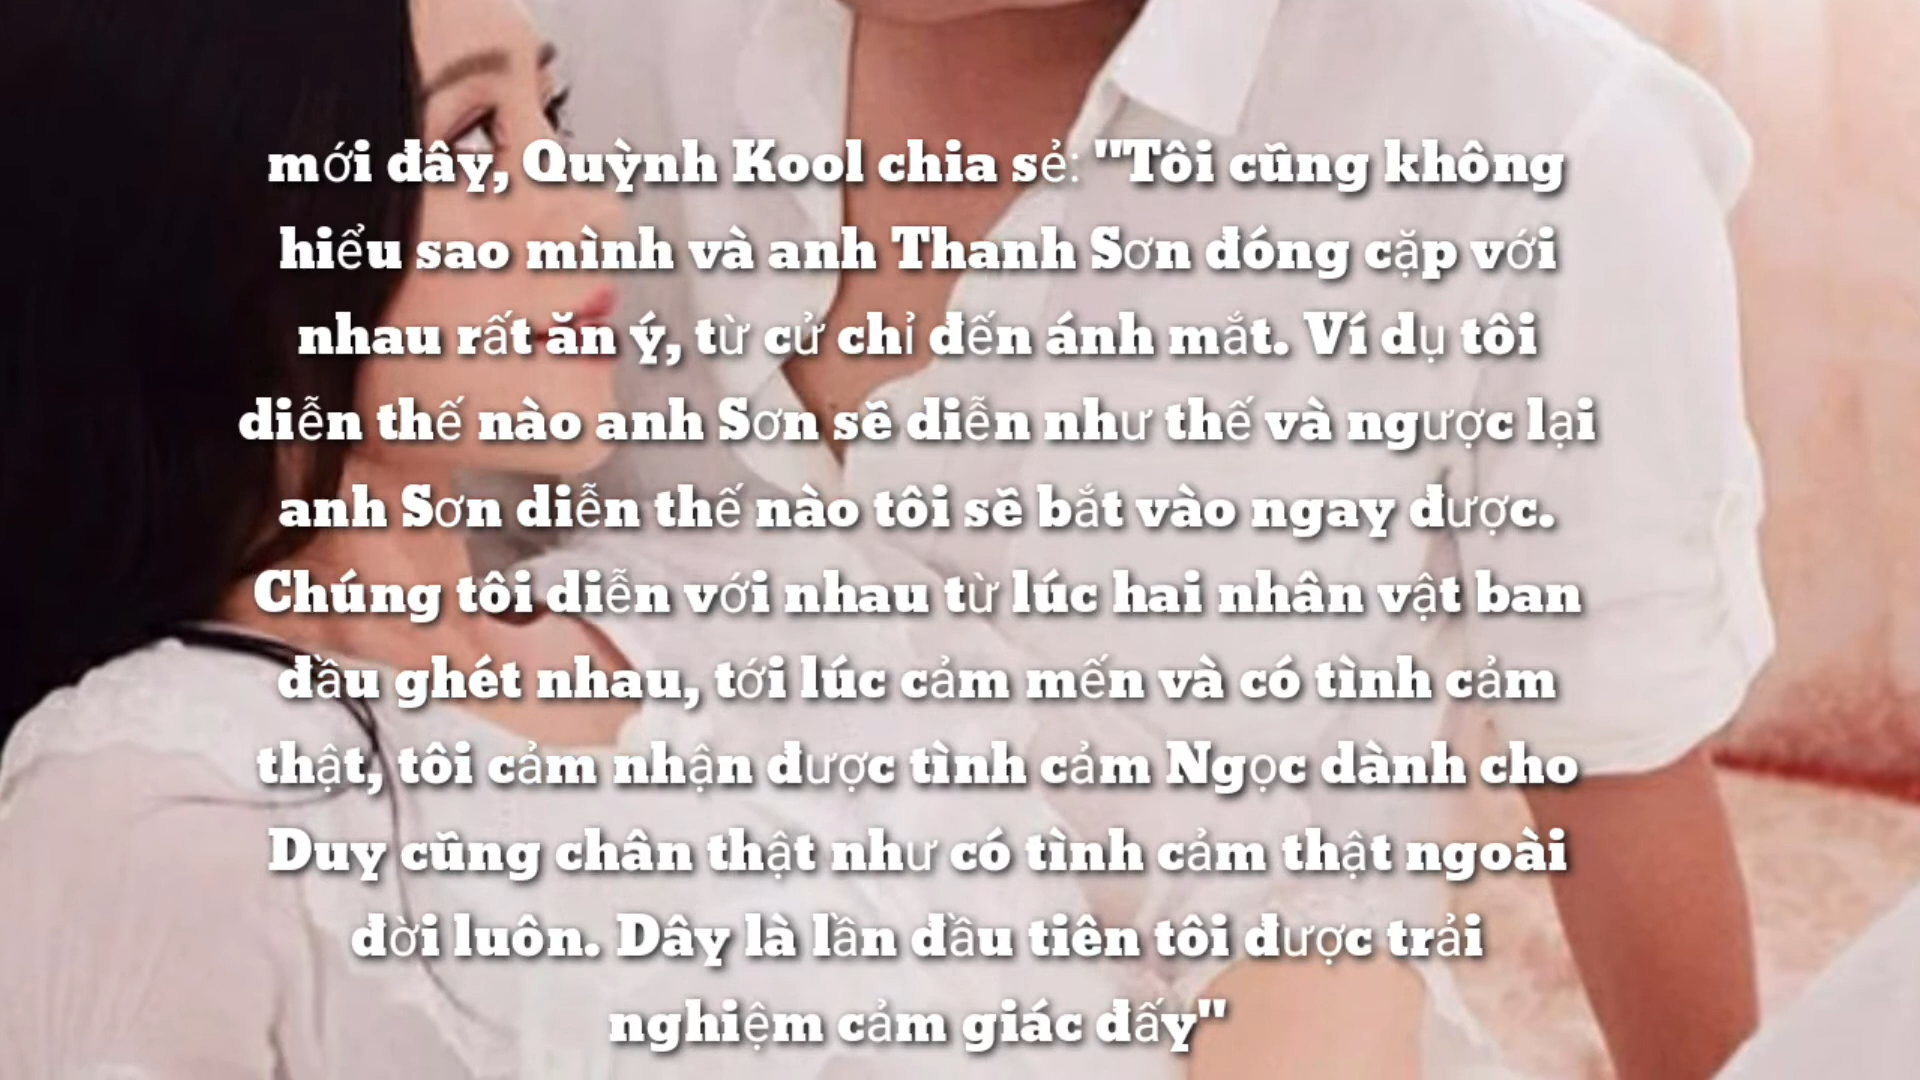 mới đây, Quỳnh Kool chia sẻ: "Tôi cũng không
hiểu sao mình và anh Thanh Sơn đóng cặp với
nhau rất ăn ý, từ cử chỉ đến ánh mắt. Ví dụ tôi
diễn thế nào anh Sơn sẽ diễn như thế và ngược lại
anh Sơn diễn thế nào tôi sẽ bắt vào ngay được.
Chúng tôi diễn với nhau từ lúc hai nhân vật ban
đầu ghét nhau, tới lúc cảm mến và có tình cảm
thật, tôi cảm nhận được tình cảm Ngọc dành cho
Duy cũng chân thật như có tình cảm thật ngoài
đời luôn. Đây là lần đầu tiên tôi được trải
nghiệm cảm giác đấy"